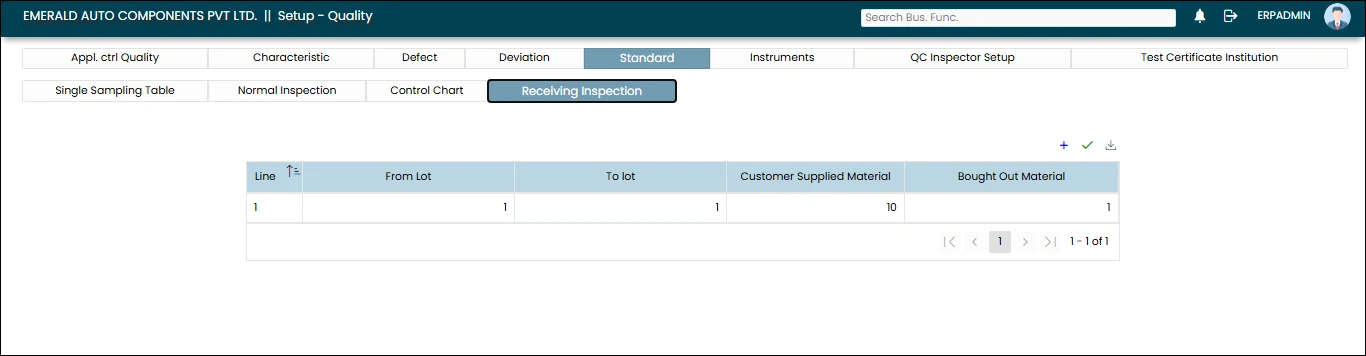 EMERALD AUTO COMPONENTS PVT LTD. || Setup - Quality Search Bus. Func. ERPADMIN
Appl. ctrl Quality Characteristic Defect Deviation Standard Instruments QC Inspector Setup Test Certificate Institution
Single Sampling Table Normal Inspection Control Chart Receiving Inspection
Line From Lot To lot Customer Supplied Material Bought Out Material
1 1 1 10 1
1 1 - 1 of 1